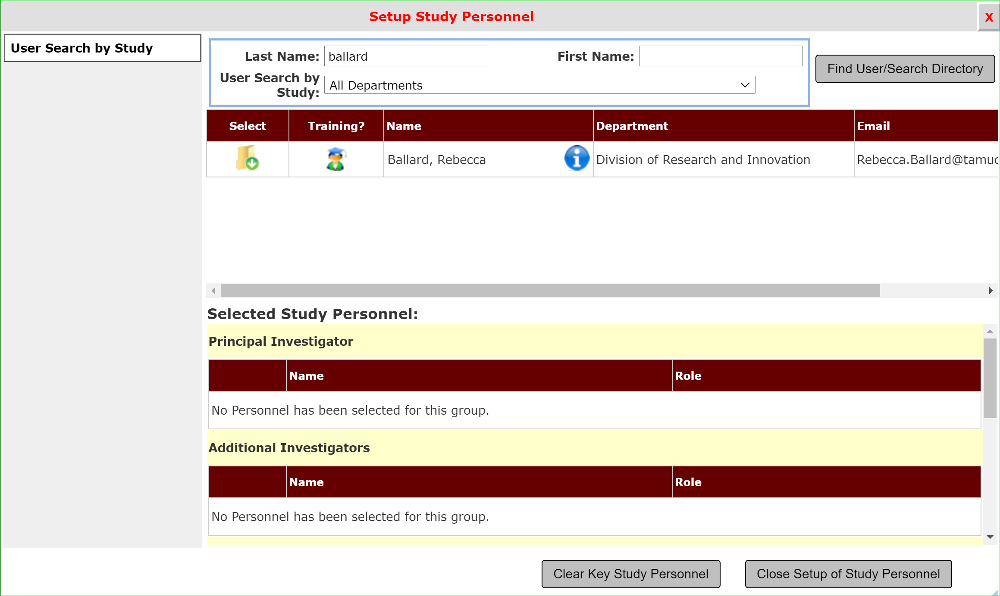 Setup Study Personnel
X
User Search by Study
Last Name: ballard First Name:
User Search by
Study: All Departments
Find User/Search Directory
Select Training? Name Department Email
Ballard, Rebecca Division of Research and Innovation Rebecca.Ballard@tamuc
Selected Study Personnel:
Principal Investigator
Name Role
No Personnel has been selected for this group.
Additional Investigators
Name Role
No Personnel has been selected for this group.
Clear Key Study Personnel Close Setup of Study Personnel